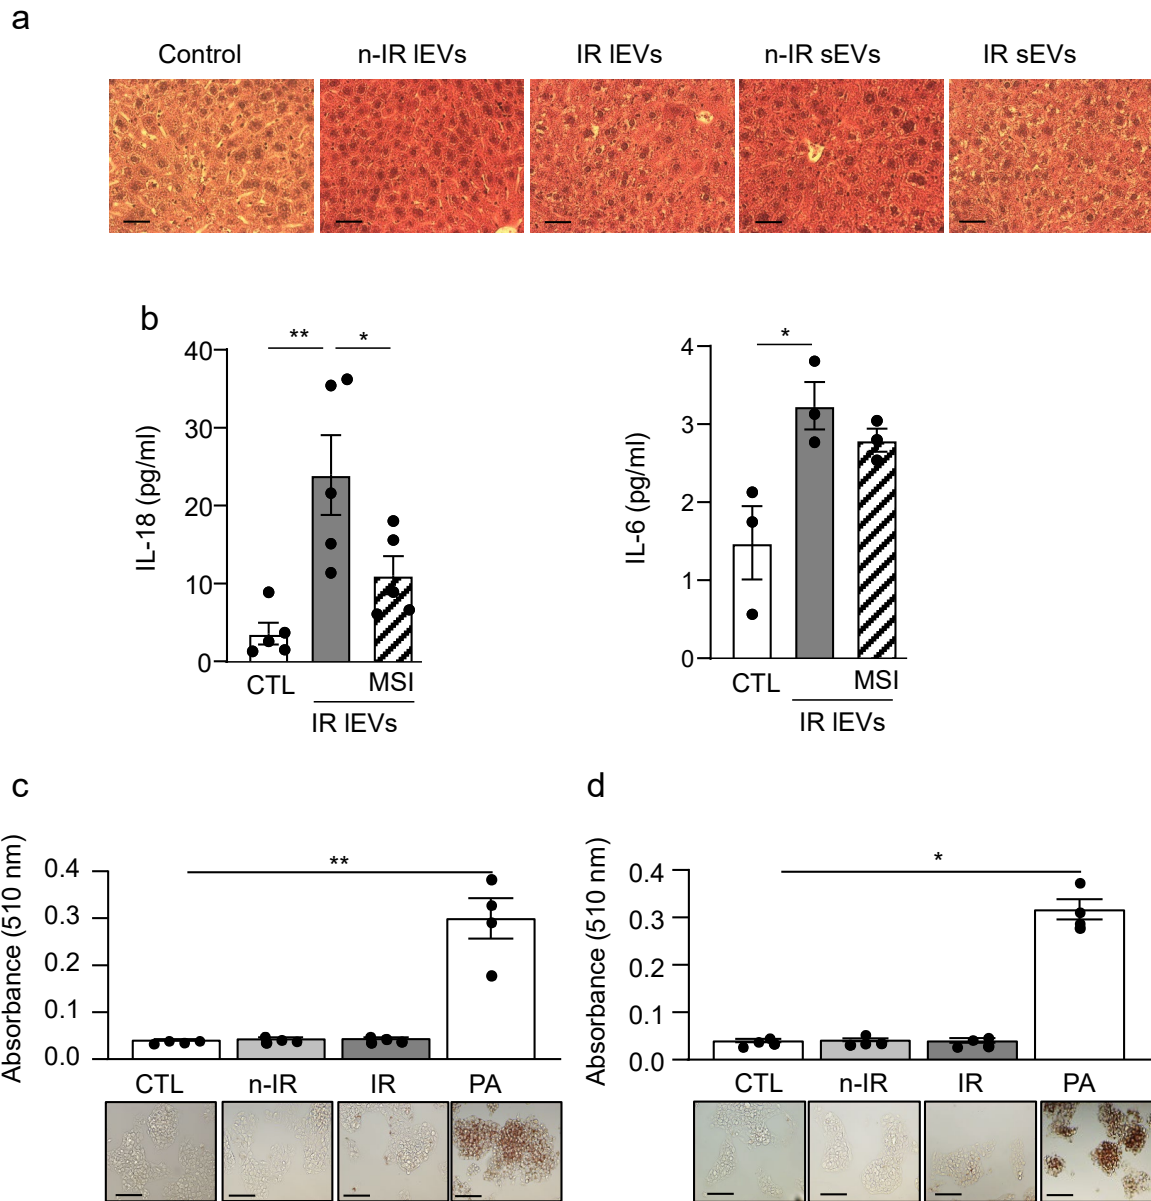 a
Control n-IR lEVs IR lEVs n-IR sEVs IR sEVs
b
IL-18 (pg/ml)
40
30
20
10
0
** *
CTL MSI
IR lEVs
IL-6 (pg/ml)
4
3
2
1
0
*
CTL MSI
IR lEVs
c
Absorbance (510 nm)
0.4
0.3
0.2
0.1
0.0
**
CTL n-IR IR PA
d
Absorbance (510 nm)
0.4
0.3
0.2
0.1
0.0
*
CTL n-IR IR PA